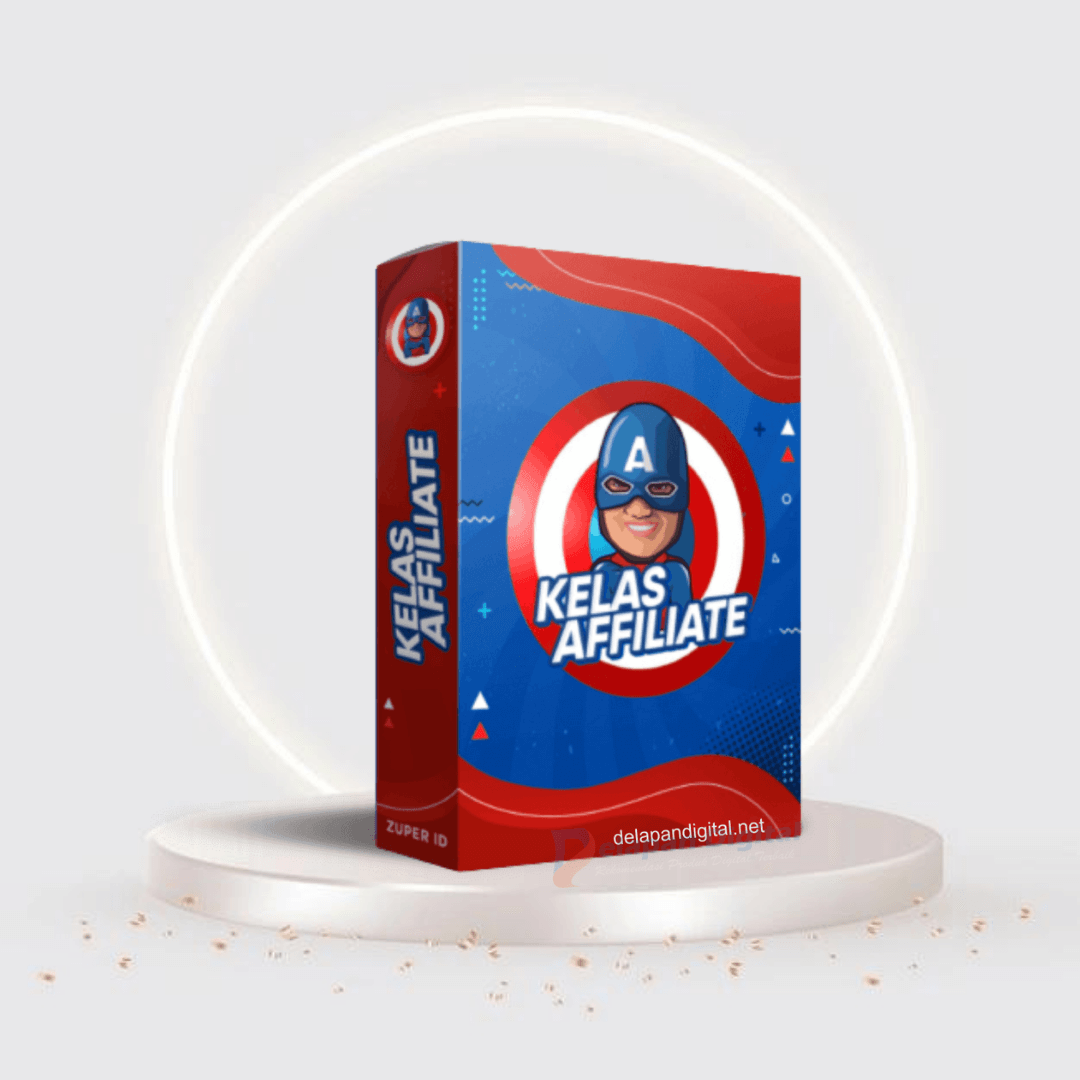 A
KELAS
AFFILIATE
ZUPER ID
A
KELAS
AFFILIATE
delapandigital.net